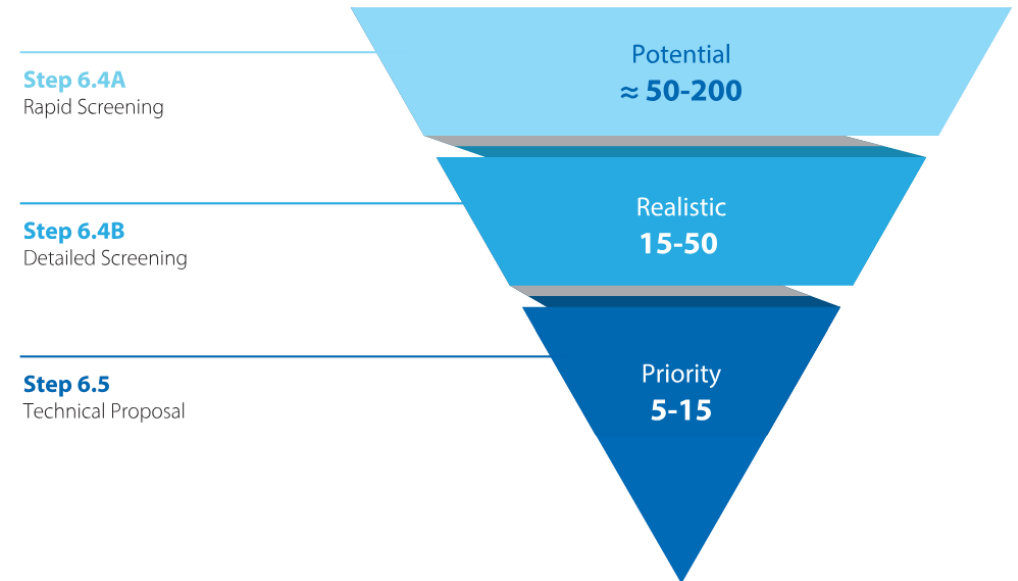 Potential
≈ 50-200
Step 6.4A
Rapid Screening
Realistic
15-50
Step 6.4B
Detailed Screening
Priority
5-15
Step 6.5
Technical Proposal